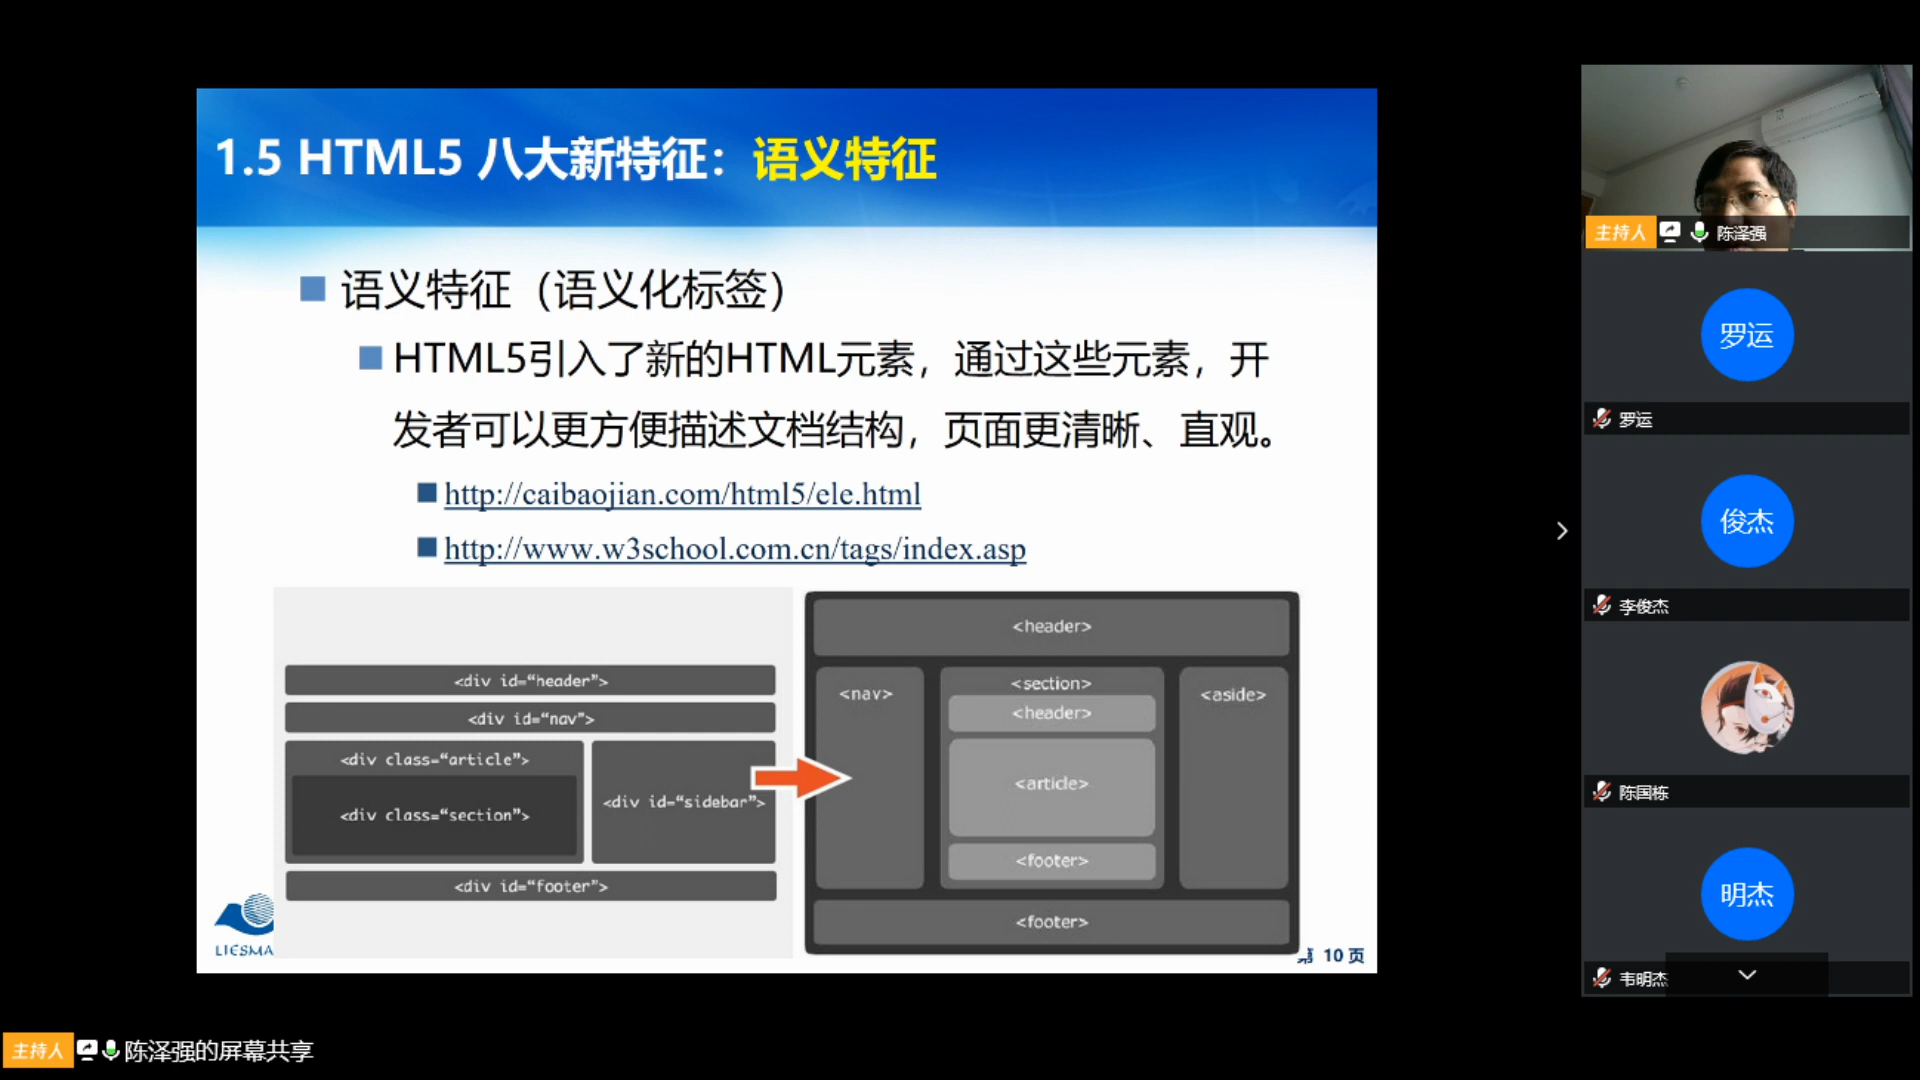 1.5 HTML5 八大新特征：语义特征
语义特征（语义化标签）
HTML5引入了新的HTML元素，通过这些元素，开
发者可以更方便描述文档结构，页面更清晰、直观。
http://caibaojian.com/html5/ele.html
http://www.w3school.com.cn/tags/index.asp
<div id=“header”>
<div id=“nav”>
<div class=“article”>
<div class=“section”>
<div id=“sidebar”>
<div id=“footer”>
<header>
<nav>
<section>
<header>
<article>
<footer>
<aside>
<footer>
LIESMA
第 10 页
主持人 陈泽强
罗运
罗运
俊杰
李俊杰
陈国栋
明杰
韦明杰
主持人 陈泽强的屏幕共享